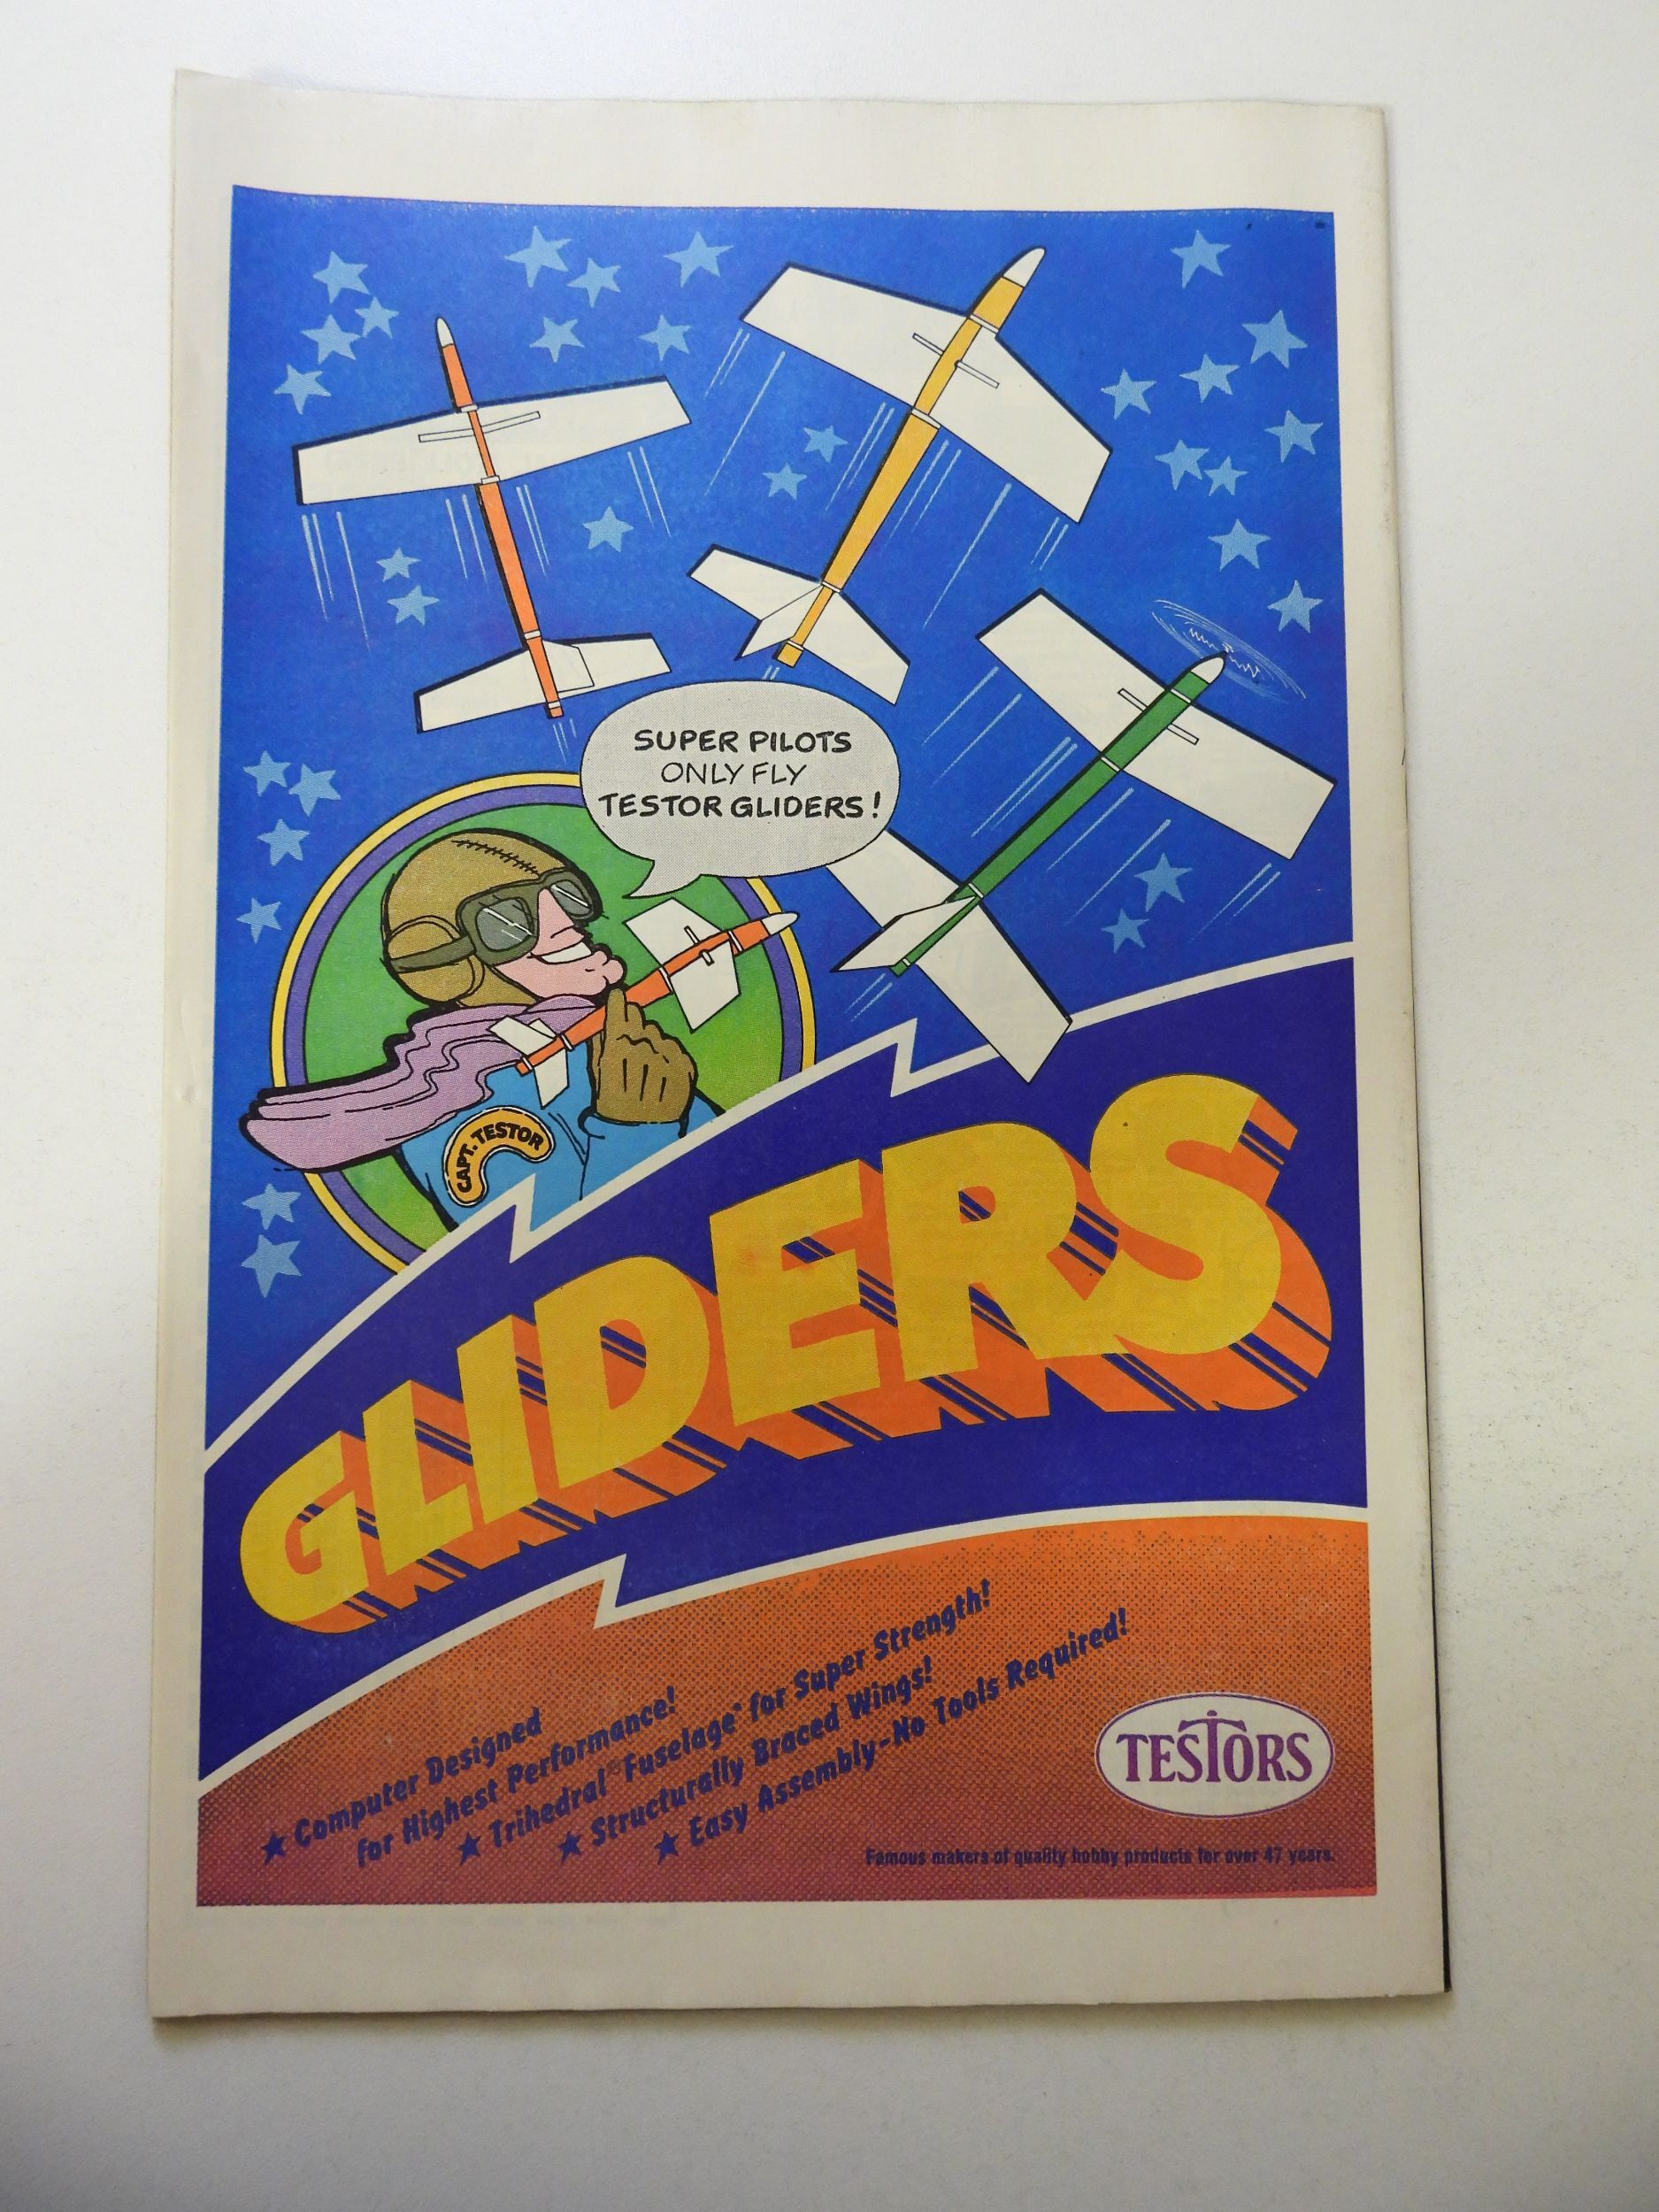 SUPER PILOTS
ONLY FLY
TESTOR GLIDERS!
CAPT. TESTOR
GLIDERS
★ Computer Designed
for Highest Performance!
★ Trihedral® Fuselage for Super Strength!
★ Structurally Braced Wings!
★ Easy Assembly-No Tools Required!
TESTORS
Famous makers of quality hobby products for over 47 years.